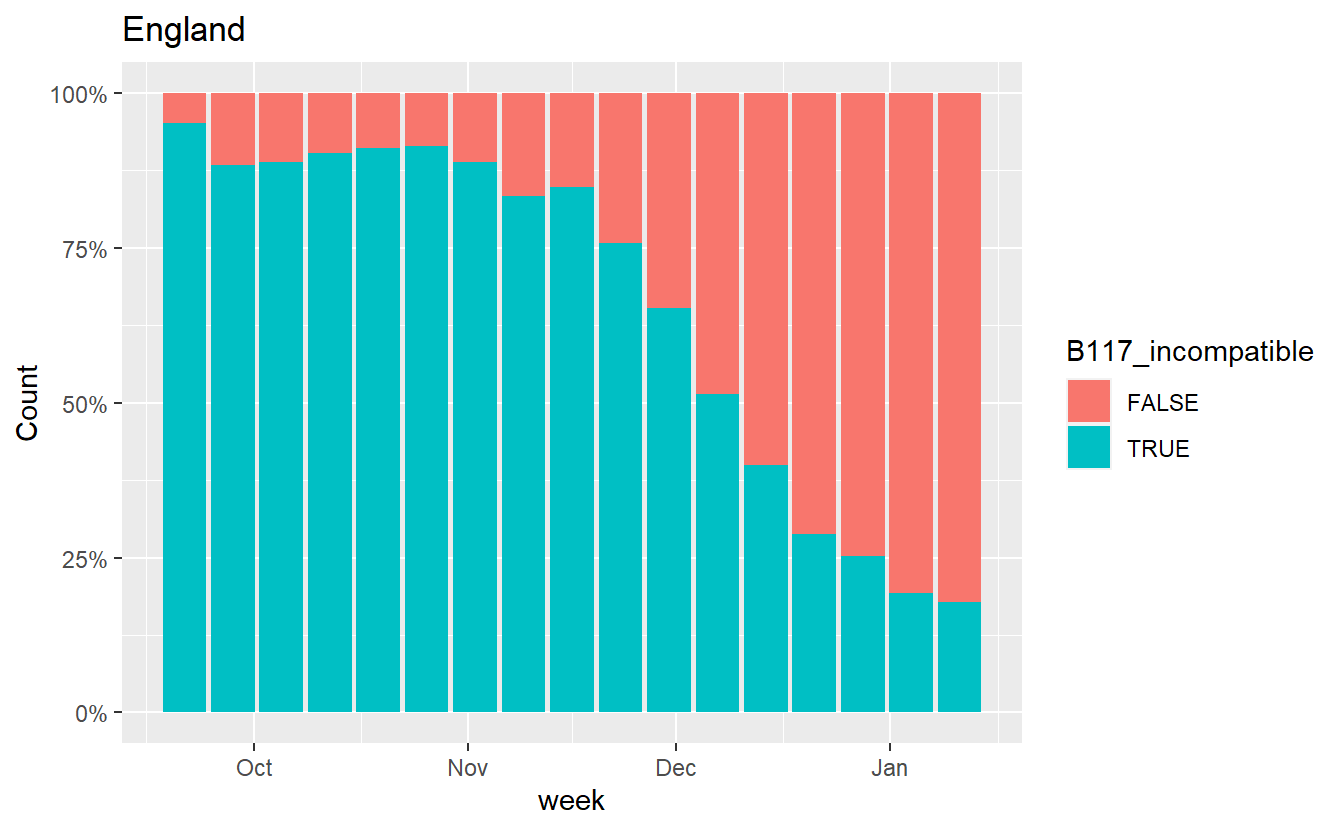 England
100%
75%
50%
25%
0%
Count
Oct Nov Dec Jan
week
B117_incompatible
FALSE
TRUE